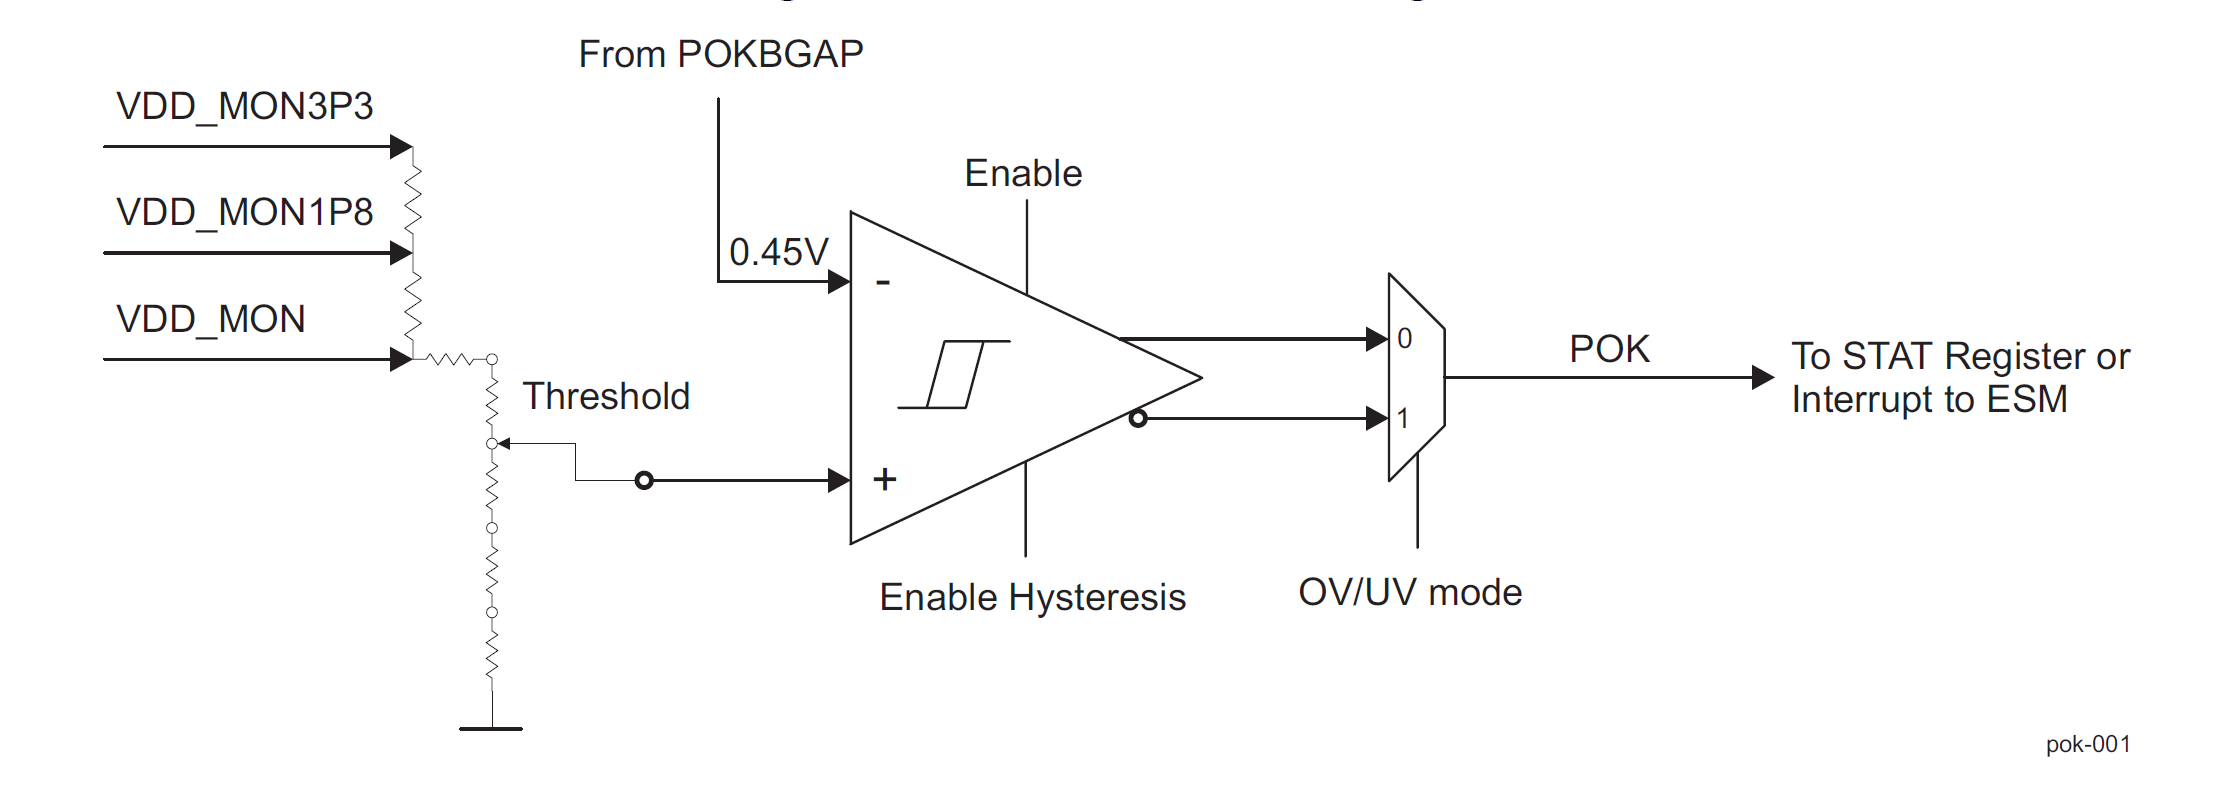 From POKBGAP
VDD_MON3P3
VDD_MON1P8
VDD_MON
Enable
0.45V
-
Threshold
+
0
1
POK
To STAT Register or
Interrupt to ESM
Enable Hysteresis
OV/UV mode
pok-001